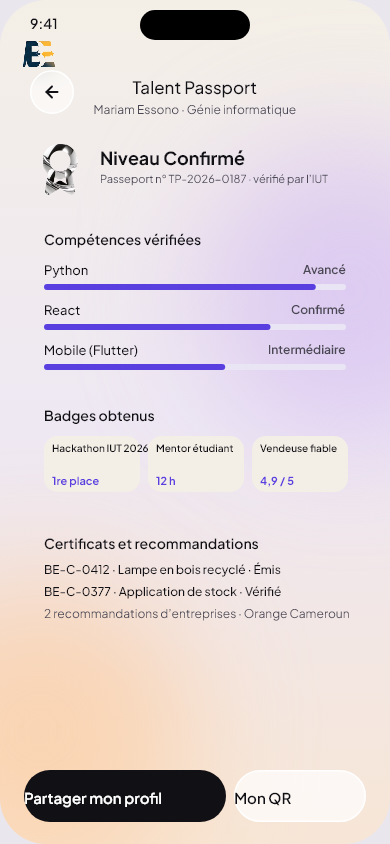 9:41
BE
Talent Passport
Mariam Essono · Génie informatique
Niveau Confirmé
Passeport n° TP-2026-0187 · vérifié par l'IUT
Compétences vérifiées
Python Avancé
React Confirmé
Mobile (Flutter) Intermédiaire
Badges obtenus
Hackathon IUT 2026 Mentor étudiant Vendeuse fiable
1re place 12 h 4,9 / 5
Certificats et recommandations
BE-C-0412 · Lampe en bois recyclé · Émis
BE-C-0377 · Application de stock · Vérifié
2 recommandations d'entreprises · Orange Cameroun
Partager mon profil Mon QR